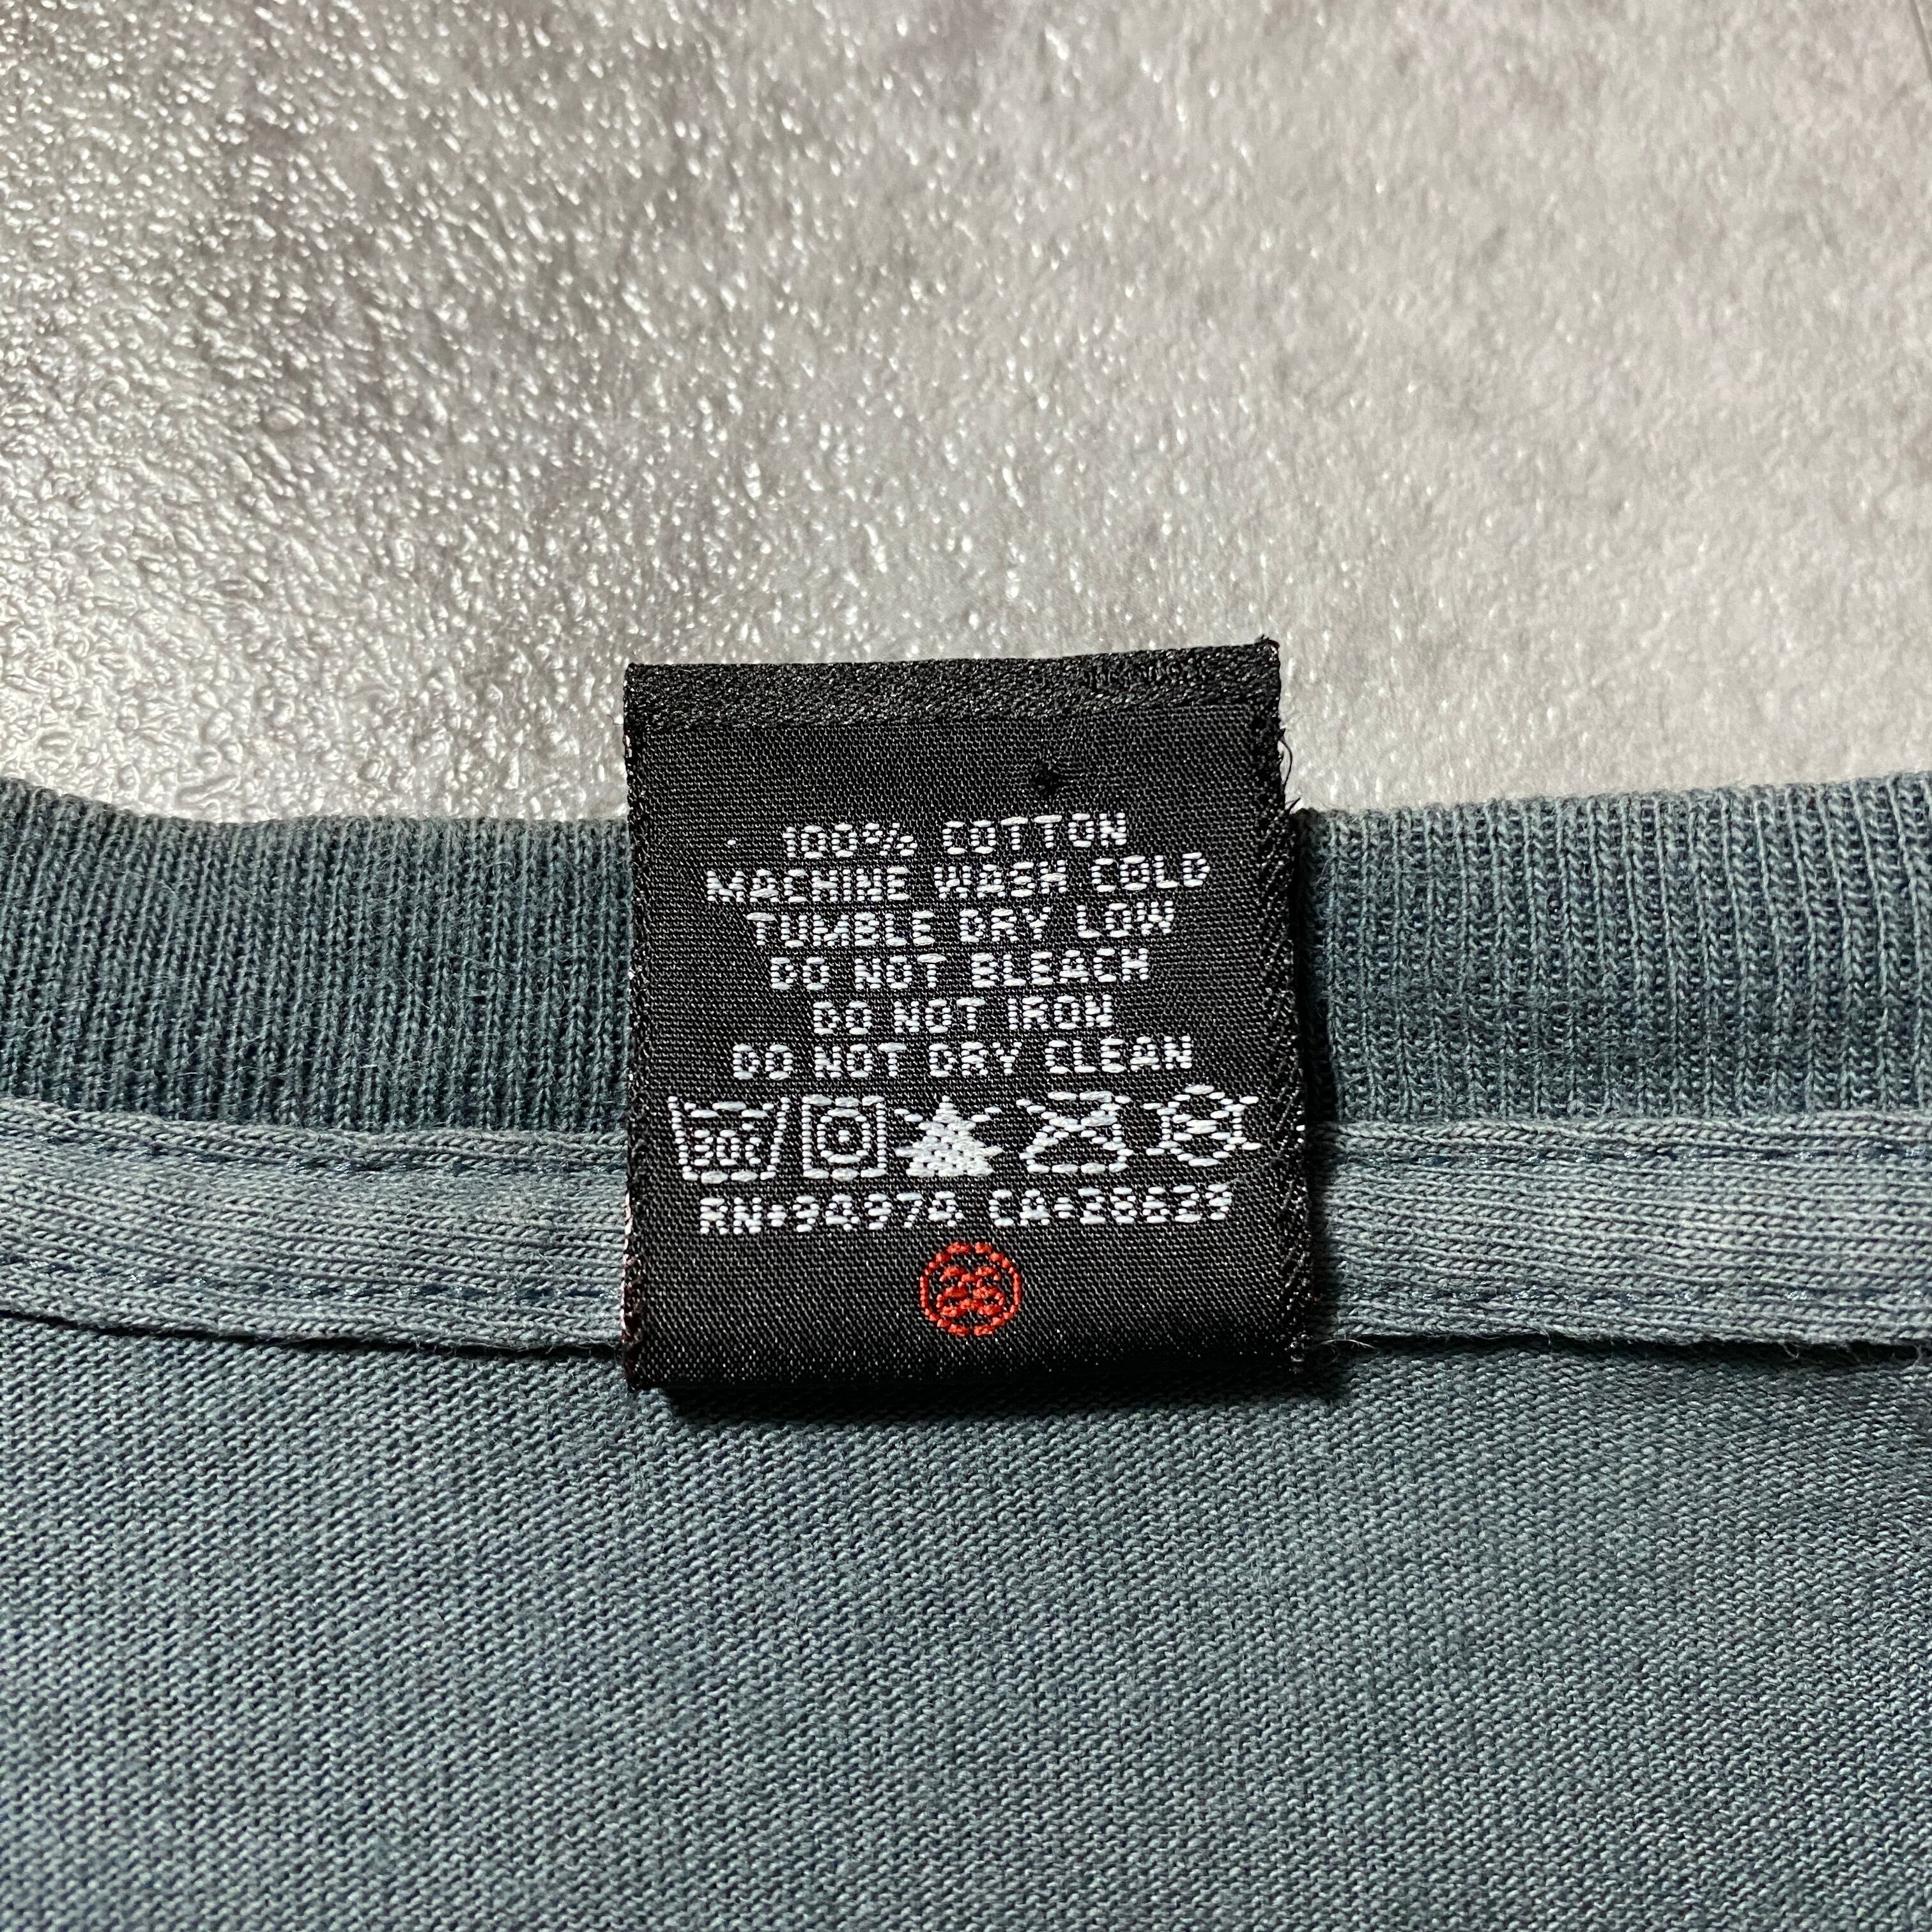 100% COTTON
MACHINE WASH COLD
TUMBLE DRY LOW
DO NOT BLEACH
DO NOT IRON
DO NOT DRY CLEAN
30C
RN•94974 CA•28629